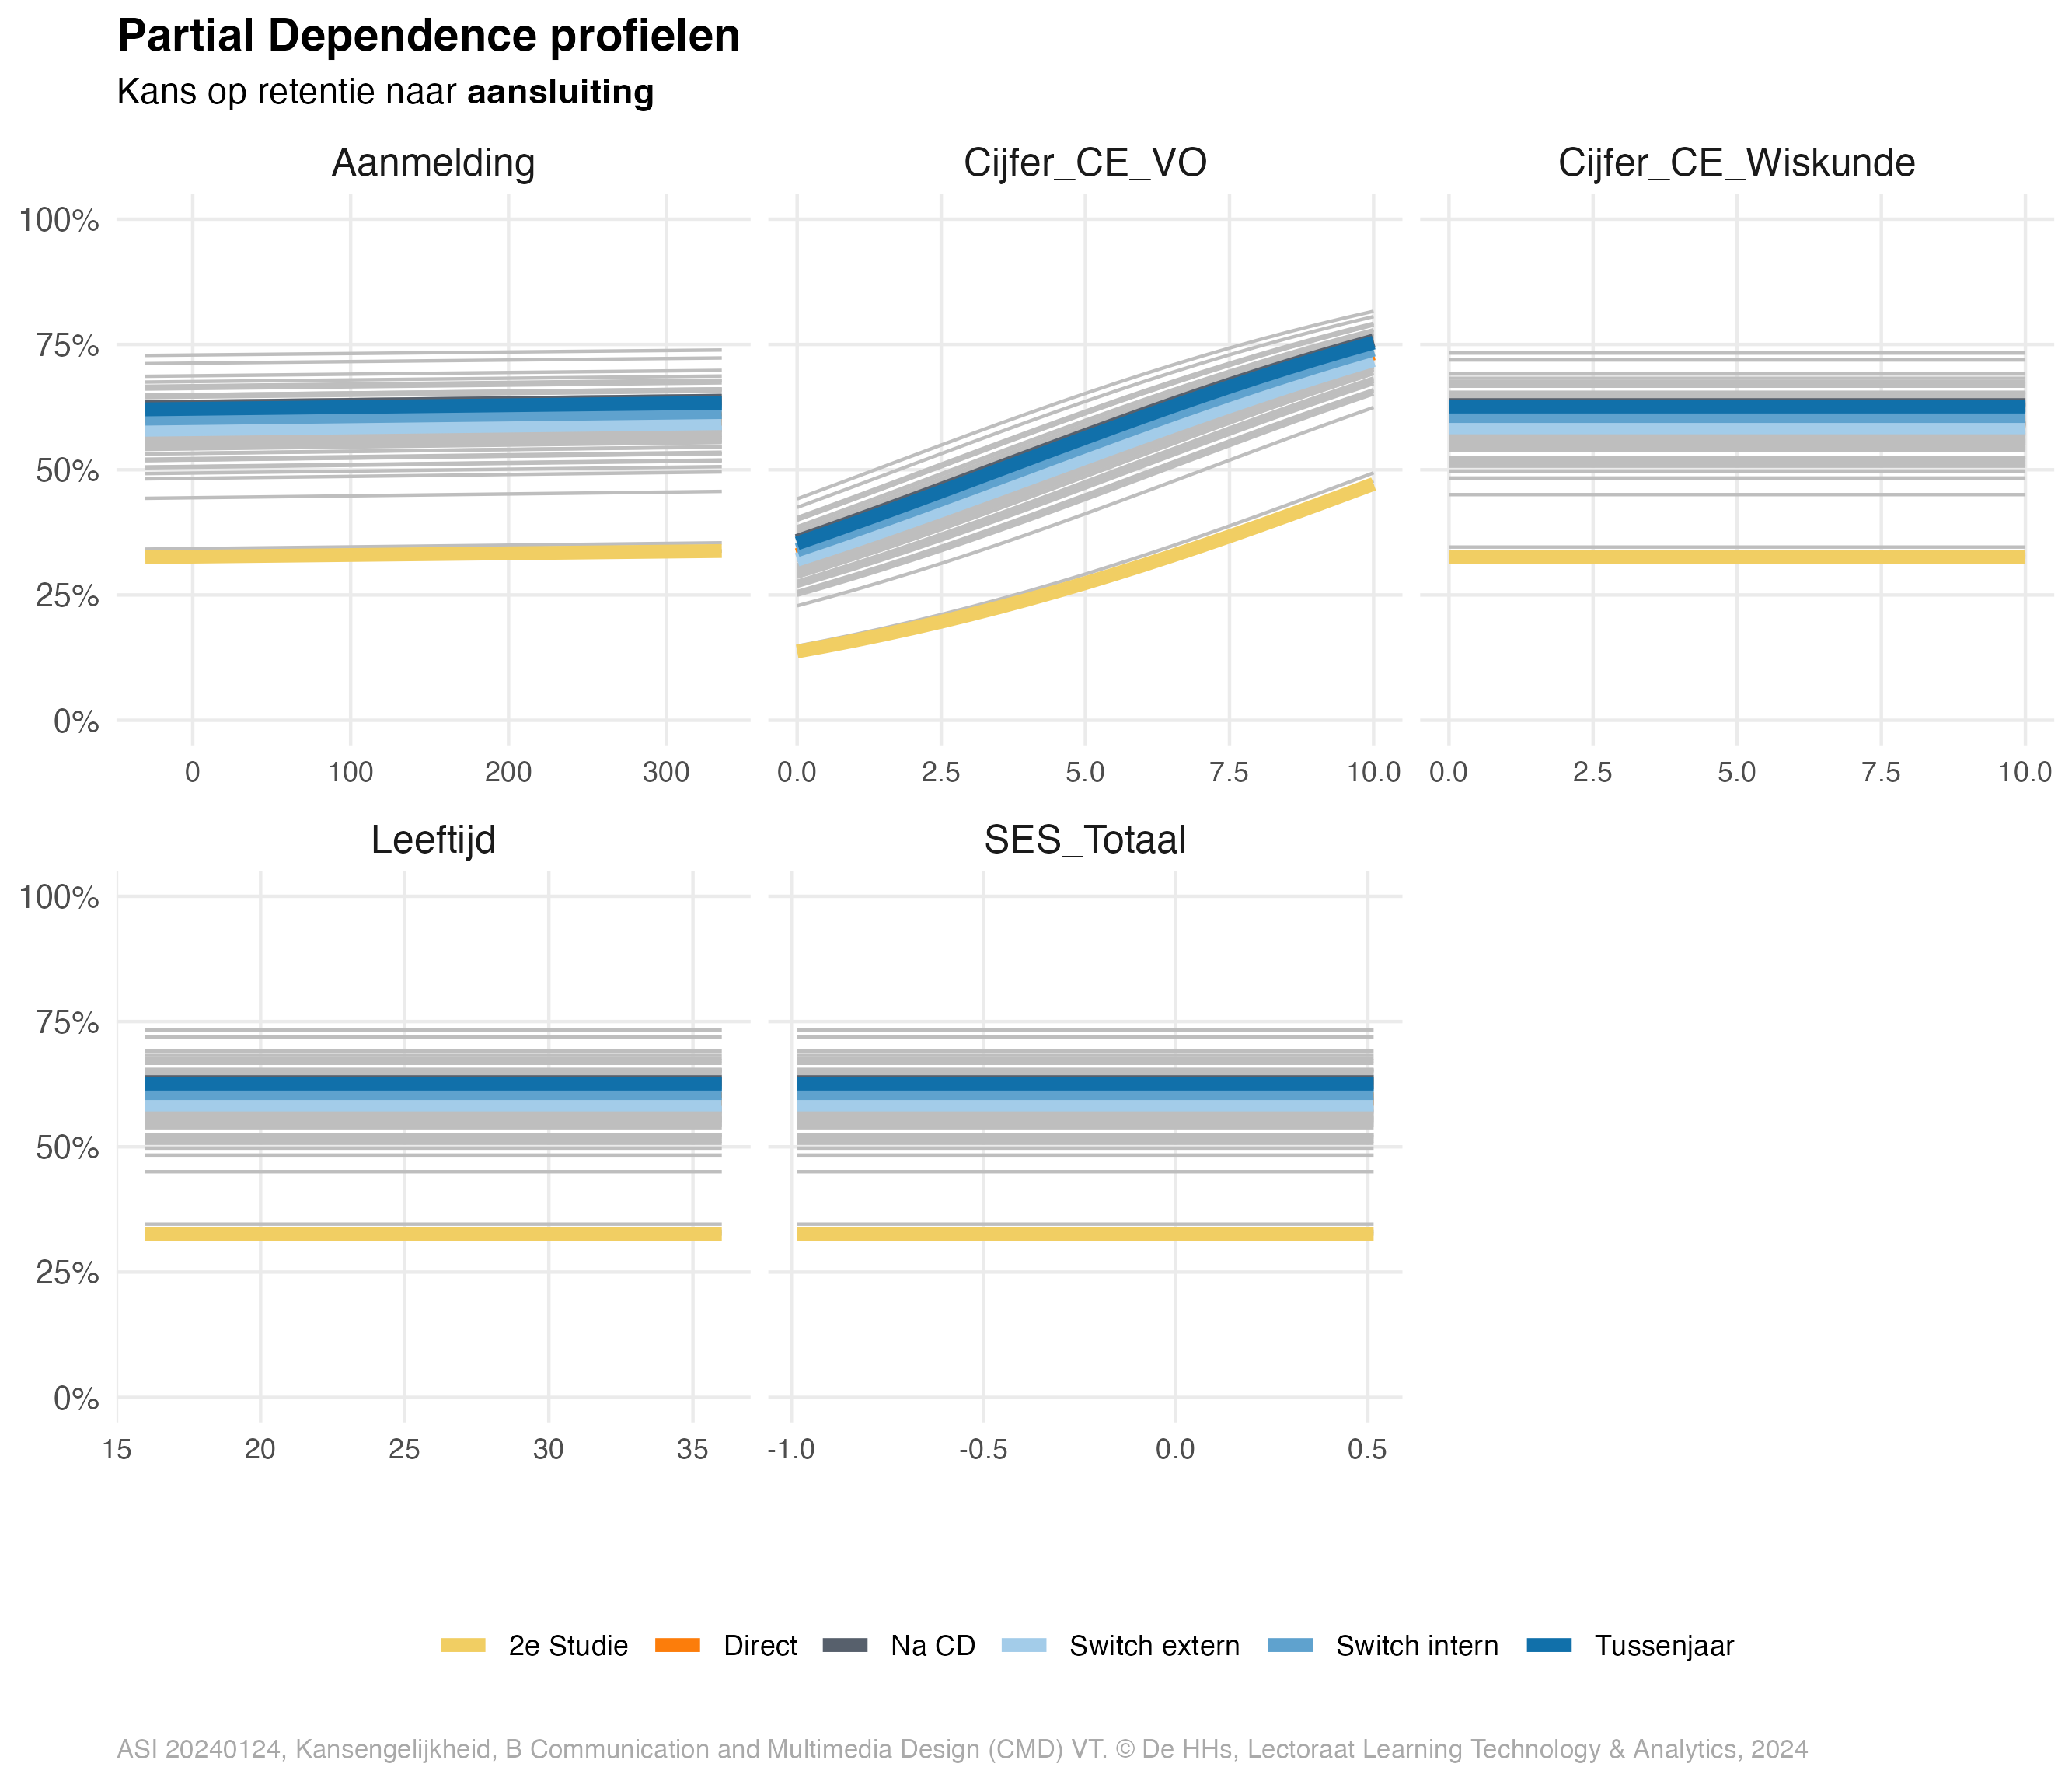 Partial Dependence profielen
Kans op retentie naar aansluiting
Aanmelding
Cijfer_CE_VO
Cijfer_CE_Wiskunde
100%
75%
50%
25%
0%
0 100 200 300
0.0 2.5 5.0 7.5 10.0
0.0 2.5 5.0 7.5 10.0
Leeftijd
SES_Totaal
100%
75%
50%
25%
0%
15 20 25 30 35
-1.0 -0.5 0.0 0.5
2e Studie Direct Na CD Switch extern Switch intern Tussenjaar
ASI 20240124, Kansengelijkheid, B Communication and Multimedia Design (CMD) VT. © De HHs, Lectoraat Learning Technology & Analytics, 2024